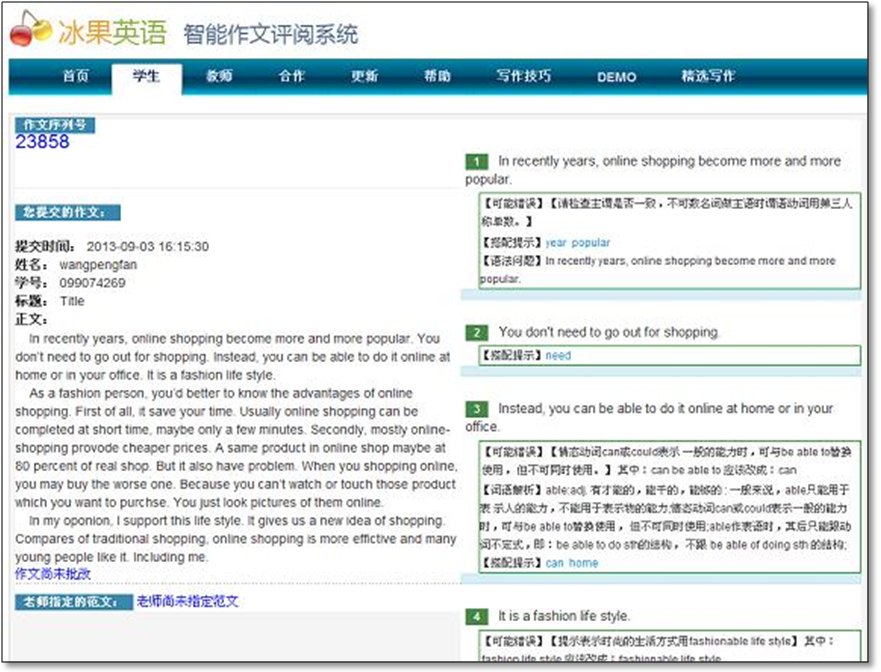 冰果英语 智能作文评阅系统
首页 学生 教师 合作 更新 帮助 写作技巧 DEMO 精选写作
作文序列号
23858
您提交的作文：
提交时间： 2013-09-03 16:15:30
姓名： wangpengfan
学号： 099074269
标题： Title
正文：
In recently years, online shopping become more and more popular. You
don't need to go out for shopping. Instead, you can be able to do it online at
home or in your office. It is a fashion life style.
As a fashion person, you'd better to know the advantages of online
shopping. First of all, it save your time. Usually online shopping can be
completed at short time, maybe only a few minutes. Secondly, mostly online-
shopping provode cheaper prices. A same product in online shop maybe at
80 percent of real shop. But it also have problem. When you shopping online,
you may buy the worse one. Because you can't watch or touch those product
which you want to purchse. You just look pictures of them online.
In my oponion, I support this life style. It gives us a new idea of shopping.
Compares of traditional shopping, online shopping is more effictive and many
young people like it. Including me.
作文尚未批改
老师指定的范文： 老师尚未指定范文
1 In recently years, online shopping become more and more
popular.
【可能错误】【请检查主谓是否一致，不可数名词做主语时谓语动词用第三人
称单数。】
【搭配提示】year popular
【语法问题】In recently years, online shopping become more and more
popular.
2 You don't need to go out for shopping.
【搭配提示】need
3 Instead, you can be able to do it online at home or in your
office.
【可能错误】【情态动词can或could表示一般的能力时，可与be able to替换
使用，但不可同时使用。】其中：can be able to 应该改成：can
【词语解析】able:adj. 有才能的，能干的，能够的：一般来说，able只能用于
表示人的能力，不能用于表示物的能力;情态动词can或could表示一般的能力
时，可与be able to替换使用，但不可同时使用;able作表语时，其后只能跟动
词不定式，即：be able to do sth的结构，不跟 be able of doing sth 的结构;
【搭配提示】can home
4 It is a fashion life style.
【可能错误】【提示表示时尚的生活方式用fashionable life style】其中：
fashion life style 应该改成：fashionable life style